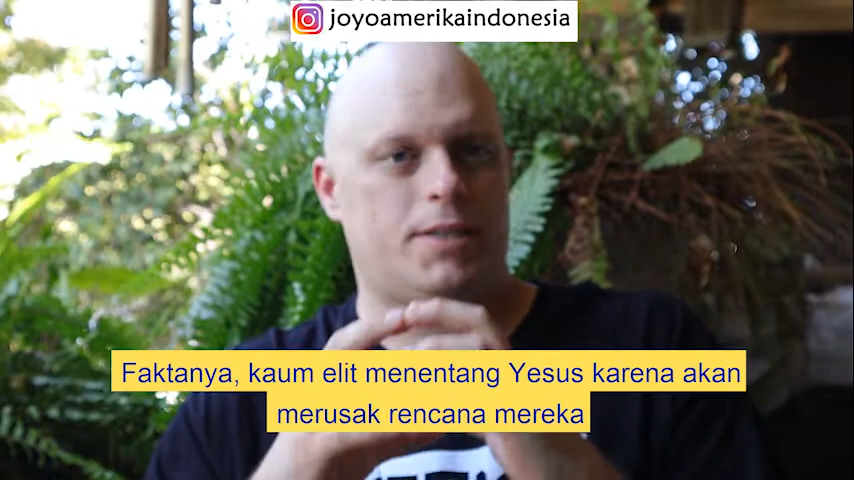 joyoamerikaindonesia
Faktanya, kaum elit menentang Yesus karena akan
merusak rencana mereka